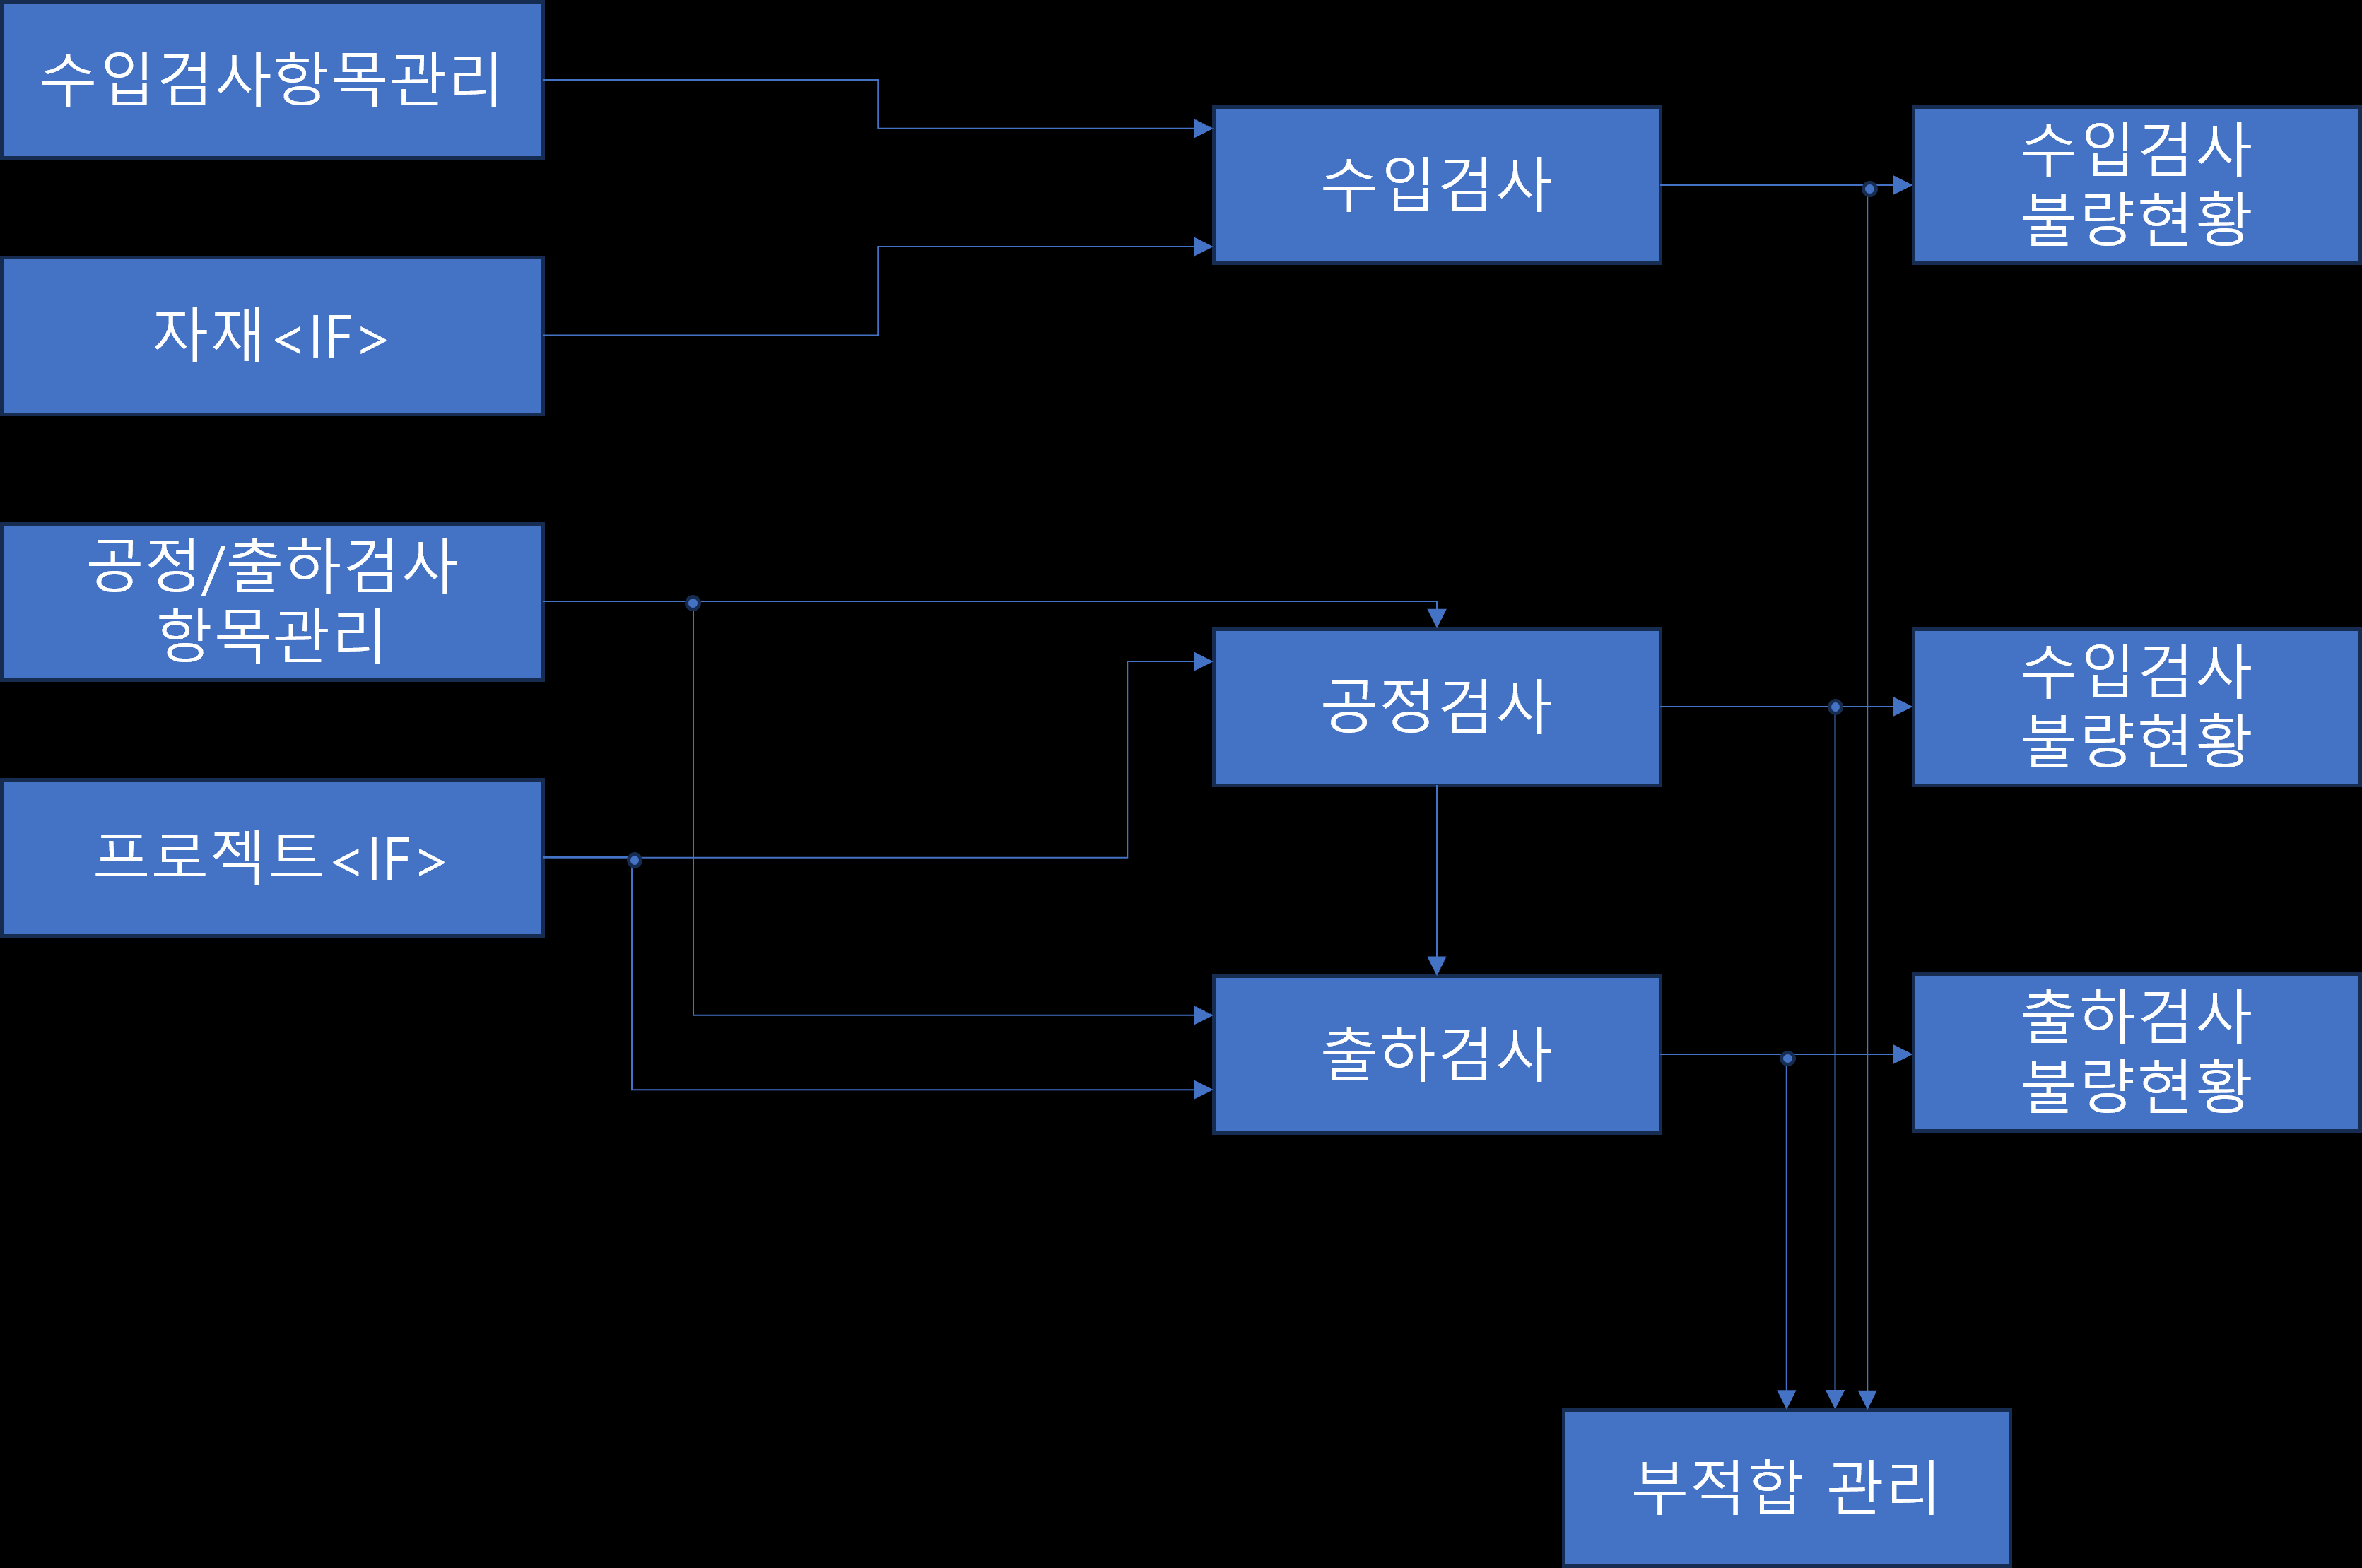 수입검사항목관리
수입검사
수입검사
불량현황
자재<IF>
공정/출하검사
항목관리
공정검사
수입검사
불량현황
프로젝트<IF>
출하검사
출하검사
불량현황
부적합 관리